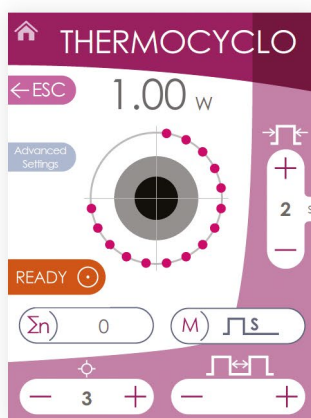 THERMOCYCLO
←ESC
1.00 W
Advanced
Settings
+
2 s
−
READY
Σn) 0
M) S
− 3 +
− +